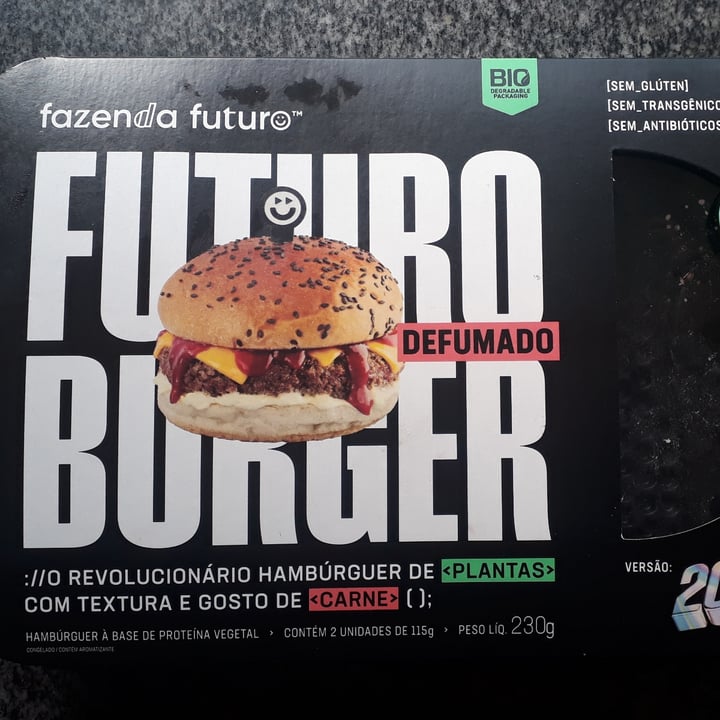 fazenda futuro™
BIO
DEGRADABLE
PACKAGING
[SEM_GLÚTEN]
[SEM_TRANSGÊNICO
[SEM_ANTIBIÓTICOS
FUTURO
DEFUMADO
BURGER
://O REVOLUCIONÁRIO HAMBÚRGUER DE <PLANTAS>
COM TEXTURA E GOSTO DE <CARNE> ( );
HAMBÚRGUER À BASE DE PROTEÍNA VEGETAL > CONTÉM 2 UNIDADES DE 115g > PESO LÍQ. 230g
CONGELADO | CONTÉM AROMATIZANTE
VERSÃO:
20